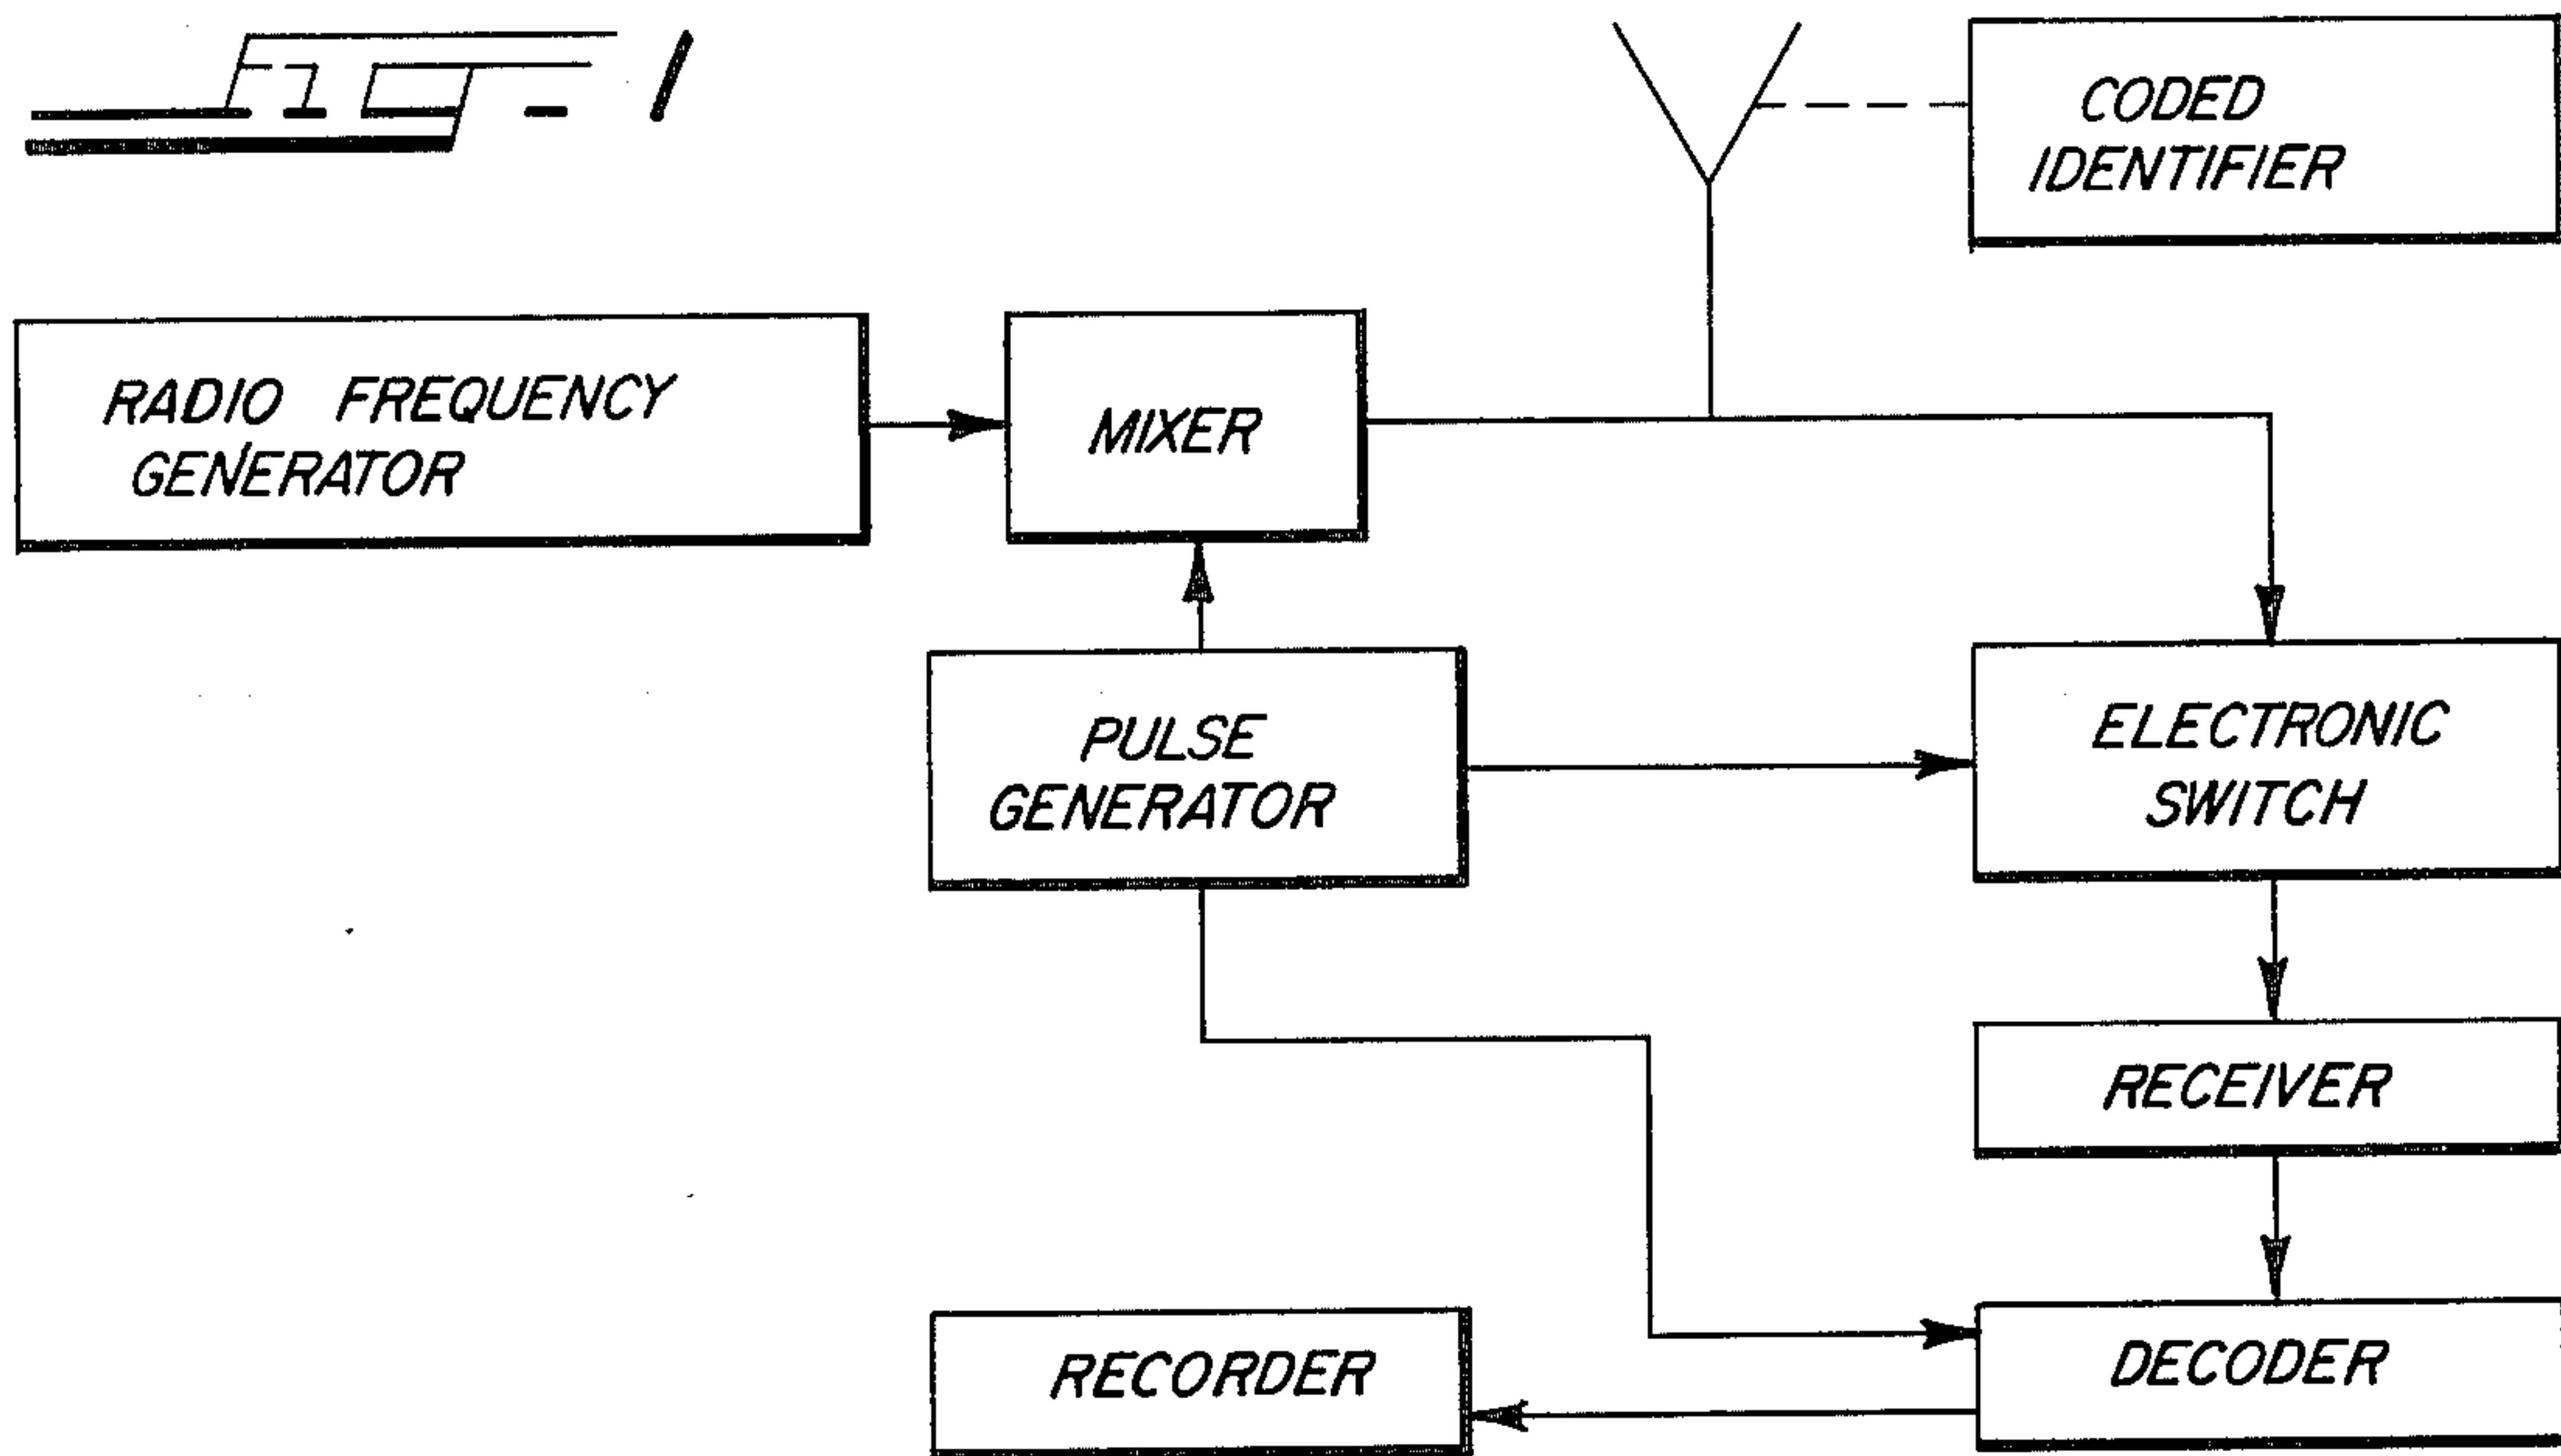 FIG-1
CODED
IDENTIFIER
RADIO FREQUENCY
GENERATOR
MIXER
PULSE
GENERATOR
ELECTRONIC
SWITCH
RECEIVER
RECORDER
DECODER